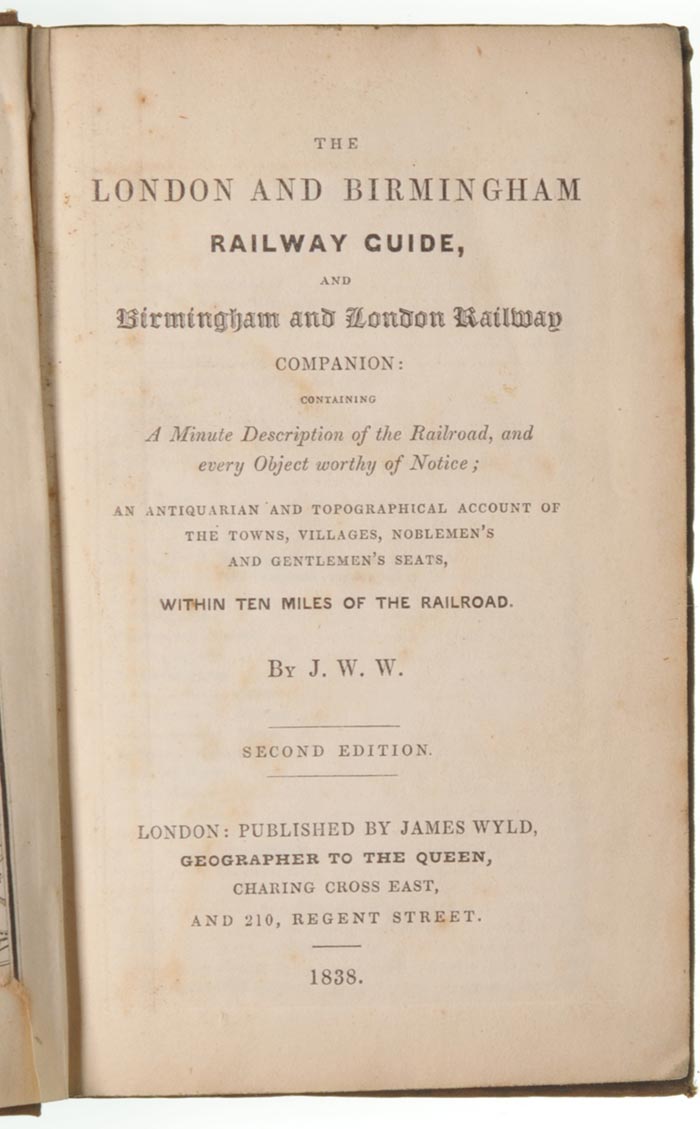 THE
LONDON AND BIRMINGHAM
RAILWAY GUIDE,
AND
Birmingham and London Railway
COMPANION:
CONTAINING
A Minute Description of the Railroad, and
every Object worthy of Notice;
AN ANTIQUARIAN AND TOPOGRAPHICAL ACCOUNT OF
THE TOWNS, VILLAGES, NOBLEMEN'S
AND GENTLEMEN'S SEATS,
WITHIN TEN MILES OF THE RAILROAD.
BY J. W. W.
SECOND EDITION.
LONDON: PUBLISHED BY JAMES WYLD,
GEOGRAPHER TO THE QUEEN,
CHARING CROSS EAST,
AND 210, REGENT STREET.
1838.